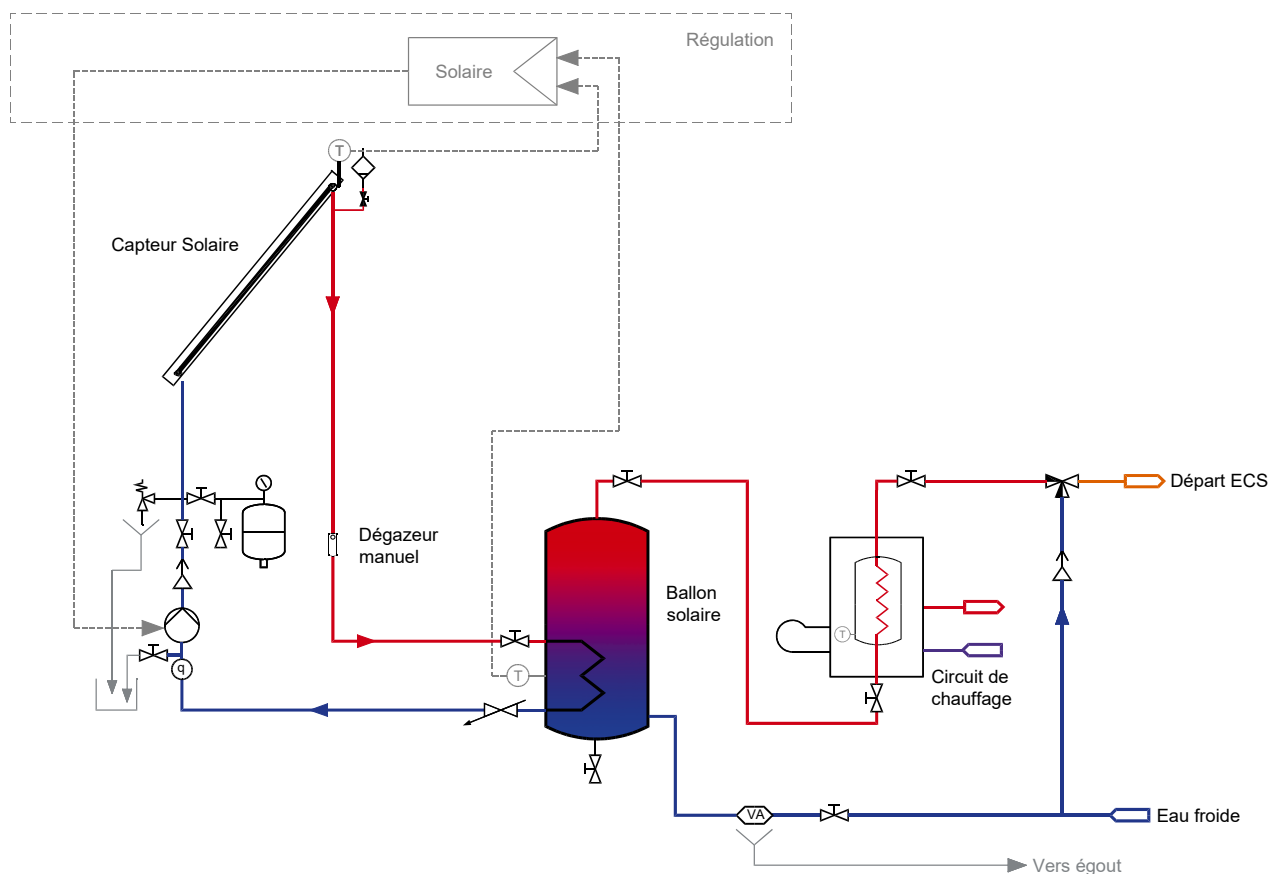 Régulation
Solaire
T
Capteur Solaire
Départ ECS
Dégazeur
manuel
Ballon
solaire
T
q
T
Circuit de
chauffage
VA
Eau froide
Vers égout